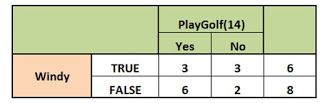 PlayGolf(14)
Yes No
Windy TRUE 3 3 6
FALSE 6 2 8